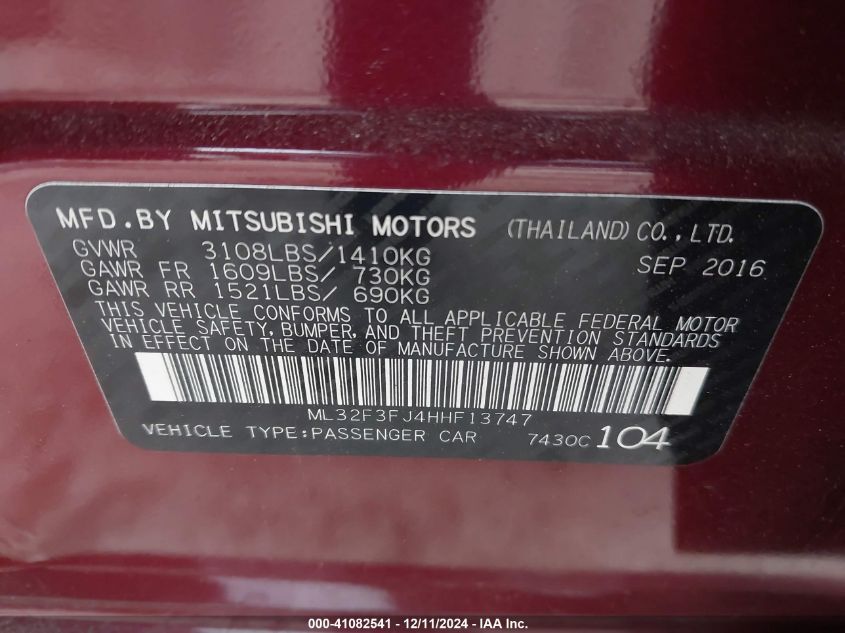 MFD.BY MITSUBISHI MOTORS (THAILAND) CO., LTD.
GVWR 3108LBS/1410KG SEP 2016
GAWR FR 1609LBS/ 730KG
GAWR RR 1521LBS/ 690KG
THIS VEHICLE CONFORMS TO ALL APPLICABLE FEDERAL MOTOR
VEHICLE SAFETY, BUMPER, AND THEFT PREVENTION STANDARDS
IN EFFECT ON THE DATE OF MANUFACTURE SHOWN ABOVE.
ML32F3FJ4HHF13747
VEHICLE TYPE:PASSENGER CAR 7430C 104
000-41082541 - 12/11/2024 - IAA Inc.